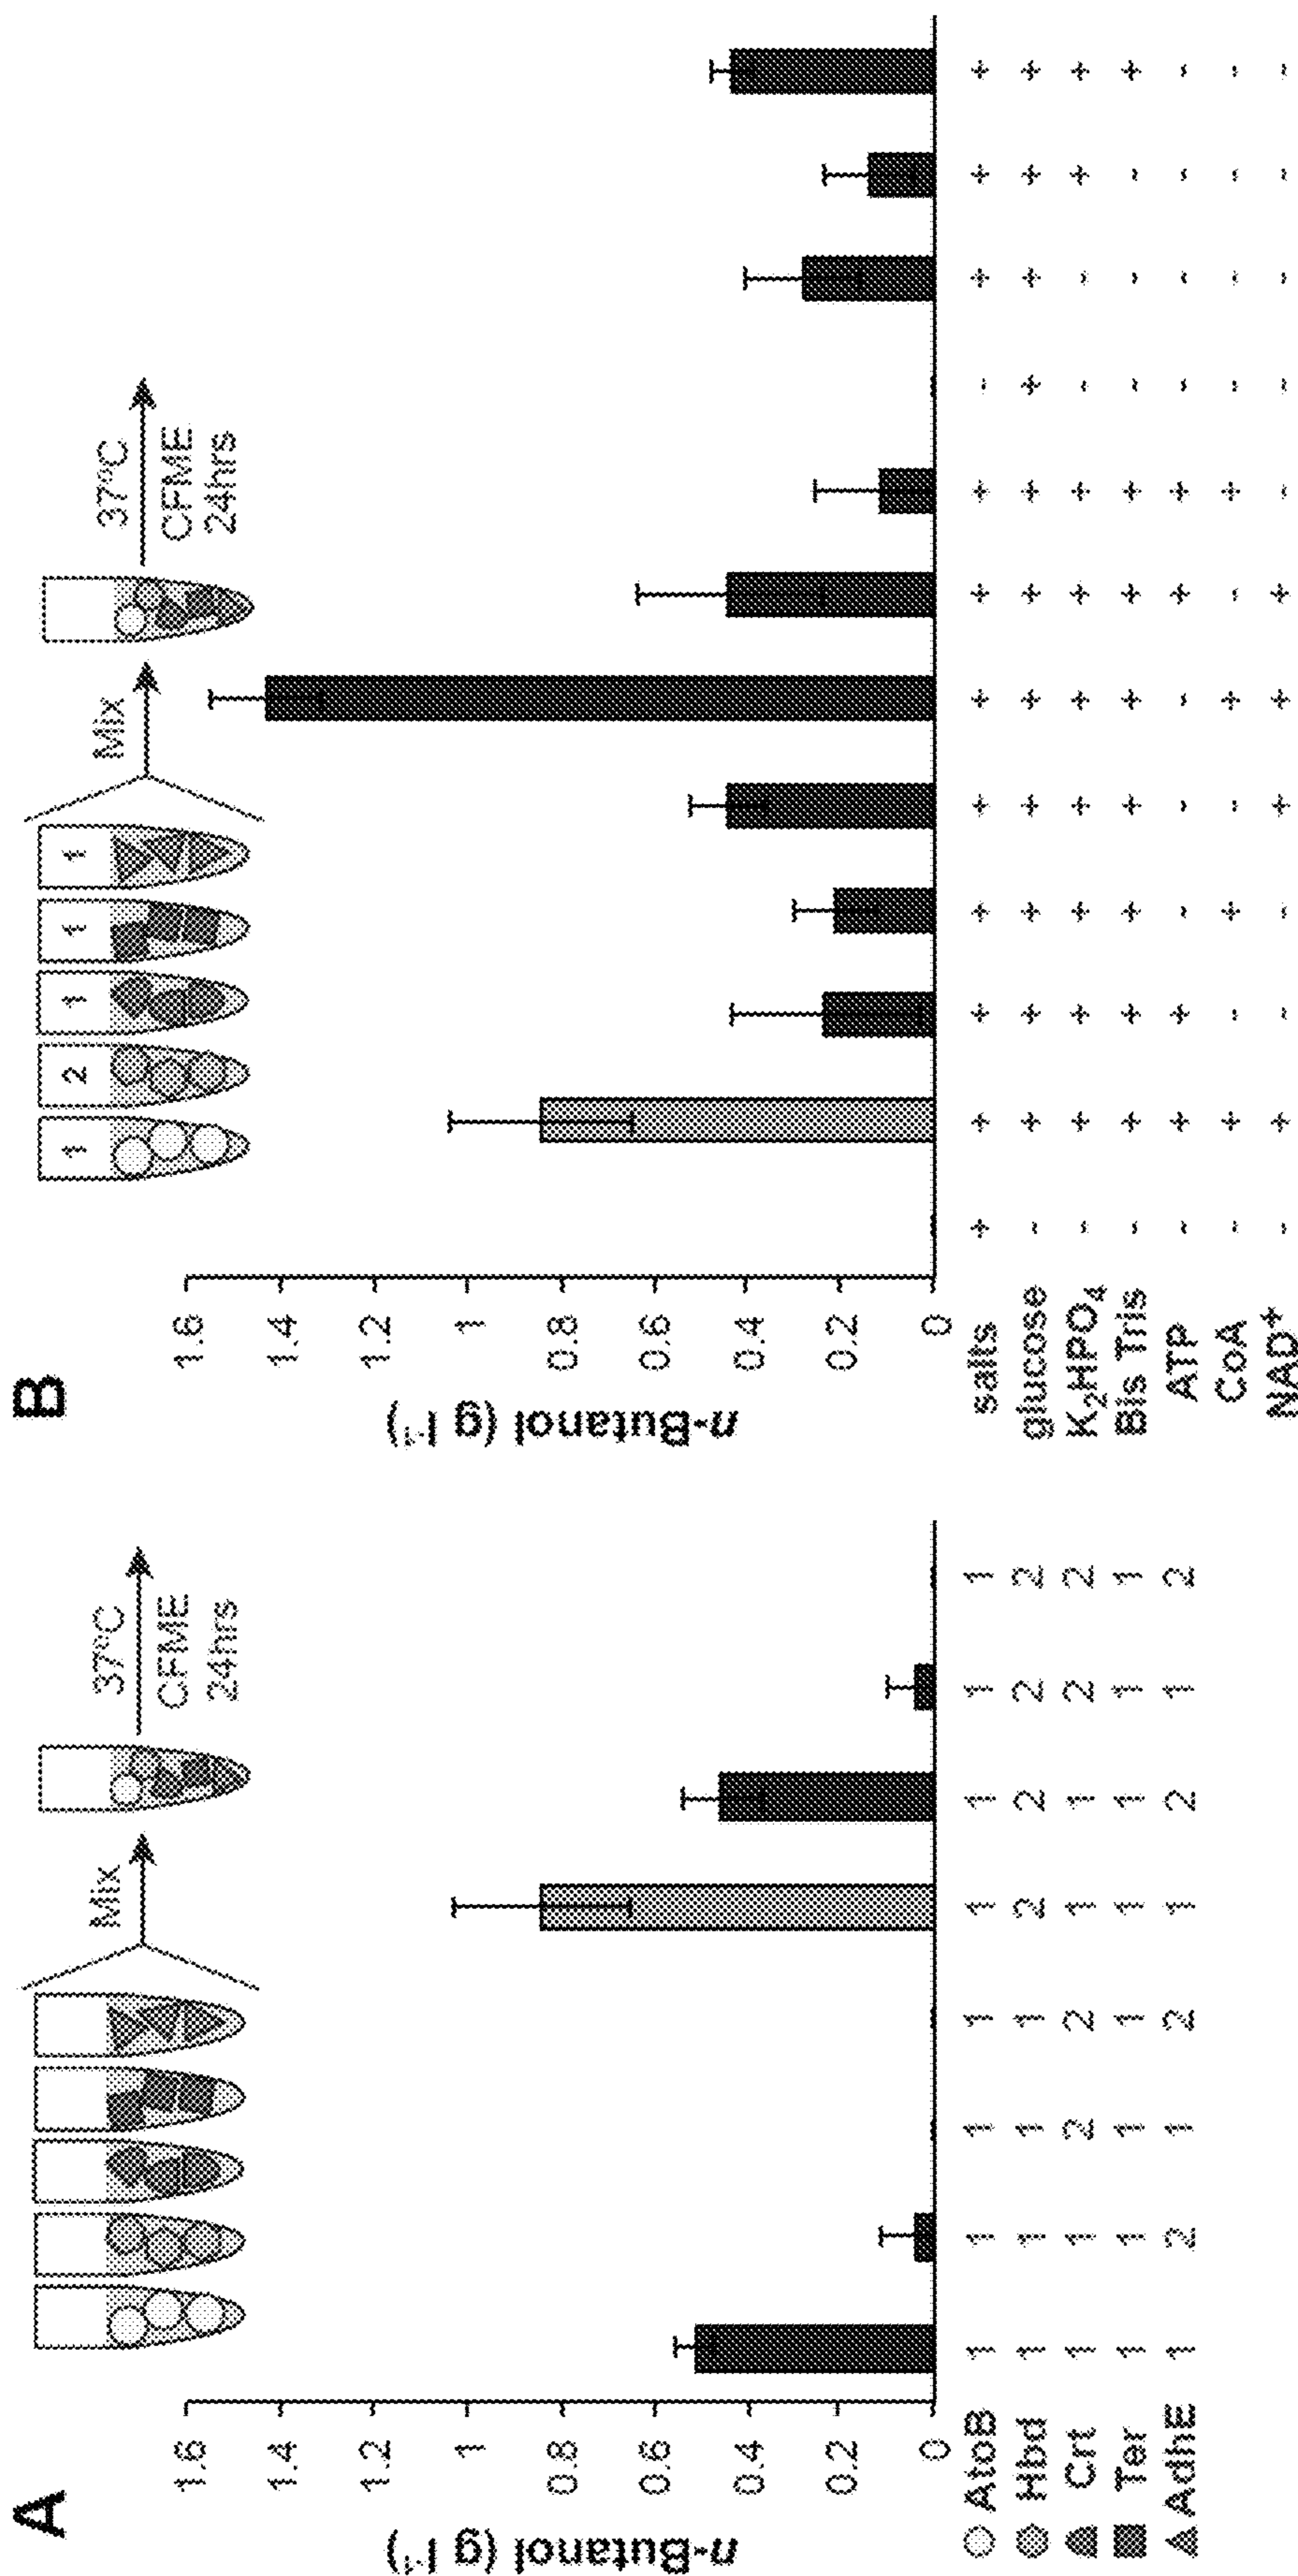 A
Mix
37°C
CFME
24hrs
n-Butanol (g l⁻¹)
1.6
1.4
1.2
1
0.8
0.6
0.4
0.2
0
AtoB 1 1 1 1 1 1 1 1
Hbd 1 1 1 1 2 2 2 2
Crt 1 1 2 2 1 1 2 2
Ter 1 1 1 1 1 1 1 1
AdhE 1 2 1 2 1 2 1 2
B
1 2 1 1 1
Mix
37°C
CFME
24hrs
n-Butanol (g l⁻¹)
1.6
1.4
1.2
1
0.8
0.6
0.4
0.2
0
salts + + + + + + + + - + + +
glucose - + + + + + + + + + + +
K₂HPO₄ - + + + + + + + - - + +
Bis Tris - + + + + + + + - - - +
ATP - + + - - - + + - - - -
CoA - + - + - + - + - - - -
NAD⁺ - + - - + + + - - - - -